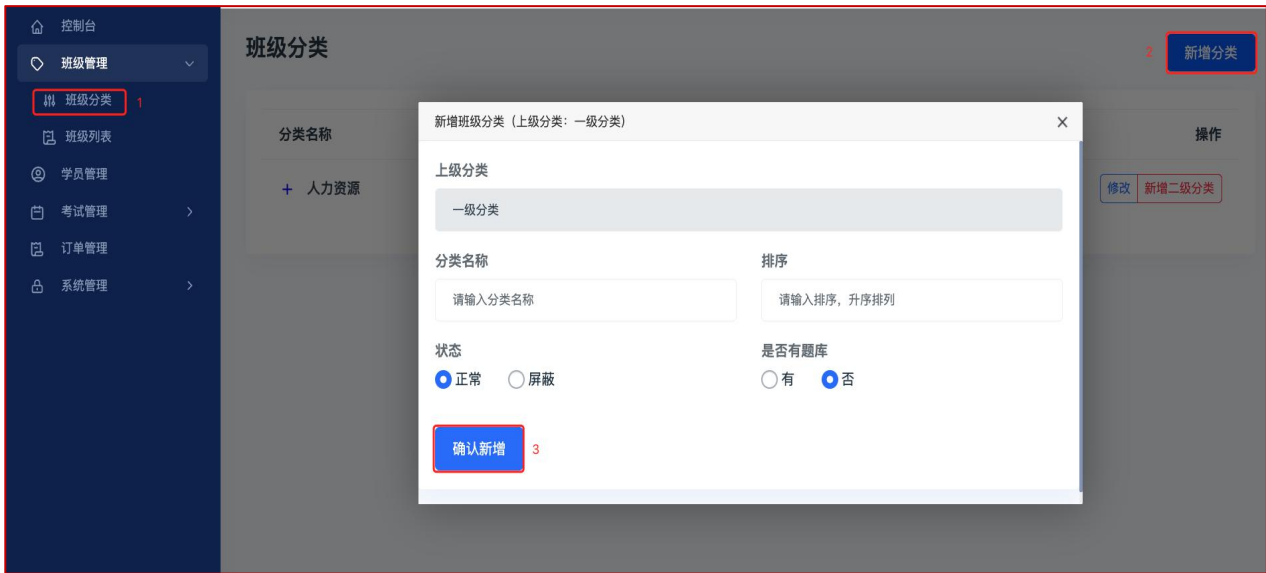 控制台
班级管理
班级分类 1
班级列表
学员管理
考试管理
订单管理
系统管理
班级分类
2 新增分类
分类名称
操作
+ 人力资源
修改 新增二级分类
新增班级分类（上级分类：一级分类）
上级分类
一级分类
分类名称 排序
请输入分类名称 请输入排序，升序排列
状态 是否有题库
正常 屏蔽 有 否
确认新增 3